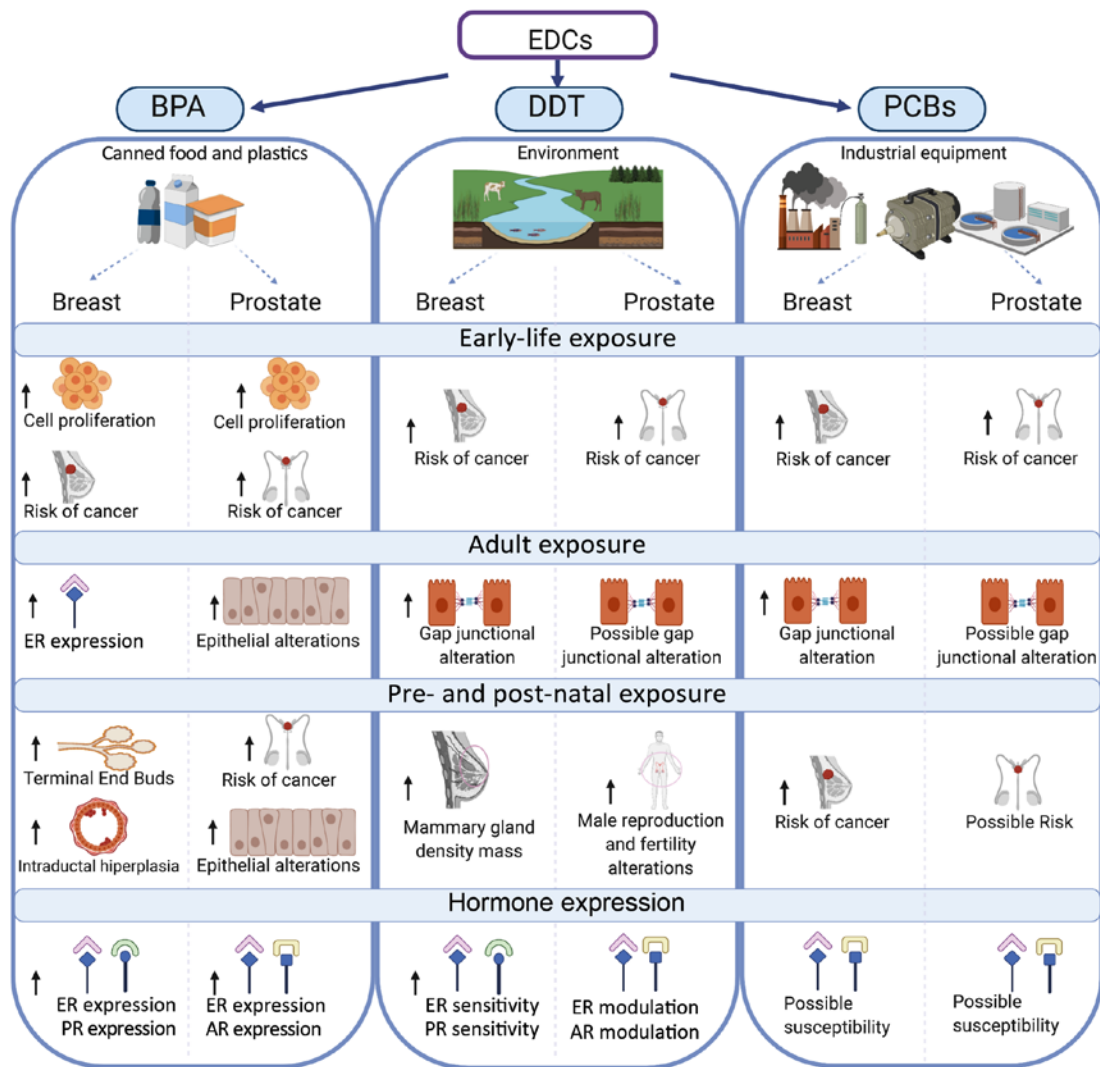 EDCs
BPA
DDT
PCBs
Canned food and plastics
Environment
Industrial equipment
Breast
Prostate
Breast
Prostate
Breast
Prostate
Early-life exposure
Cell proliferation
Cell proliferation
Risk of cancer
Risk of cancer
Risk of cancer
Risk of cancer
Risk of cancer
Risk of cancer
Adult exposure
ER expression
Epithelial alterations
Gap junctional
alteration
Possible gap
junctional alteration
Gap junctional
alteration
Possible gap
junctional alteration
Pre- and post-natal exposure
Terminal End Buds
Risk of cancer
Intraductal hiperplasia
Epithelial alterations
Mammary gland
density mass
Male reproduction
and fertility
alterations
Risk of cancer
Possible Risk
Hormone expression
ER expression
PR expression
ER expression
AR expression
ER sensitivity
PR sensitivity
ER modulation
AR modulation
Possible
susceptibility
Possible
susceptibility